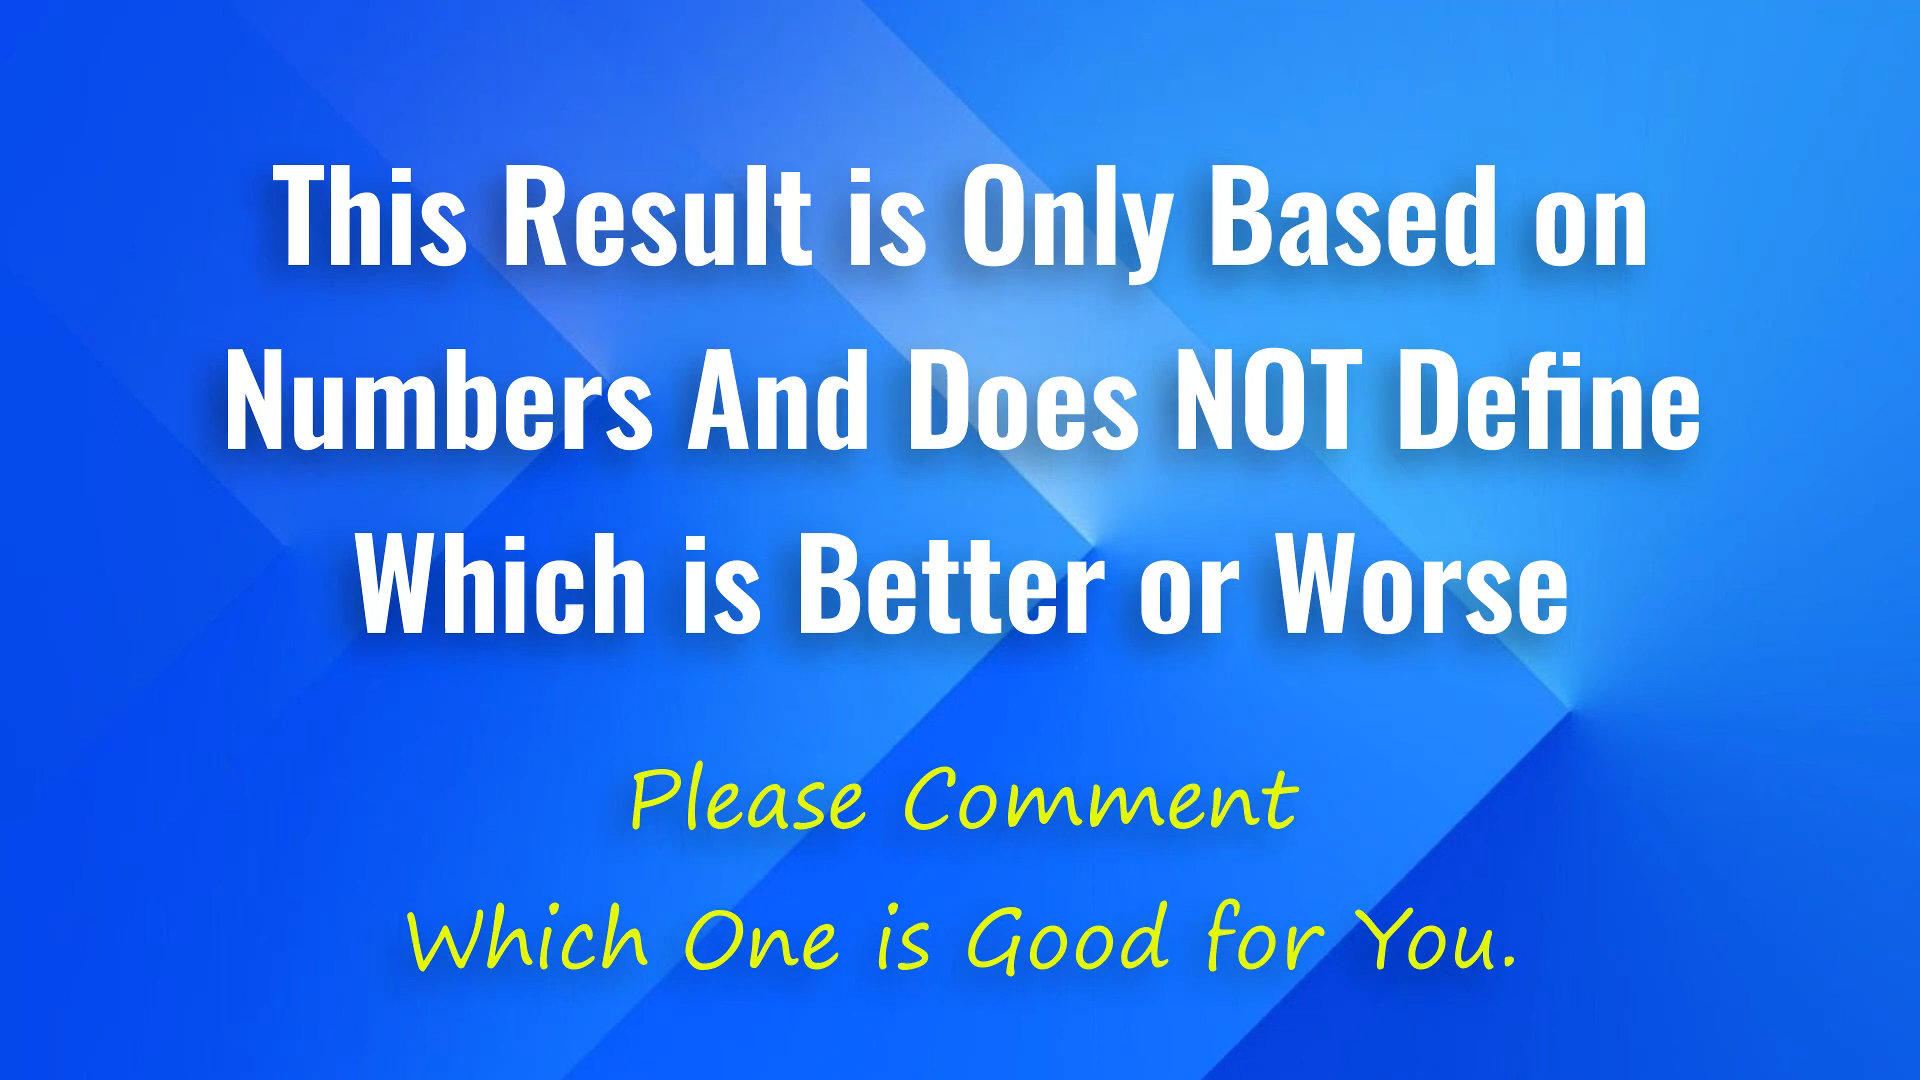 This Result is Only Based on
Numbers And Does NOT Define
Which is Better or Worse
Please Comment
Which One is Good for You.